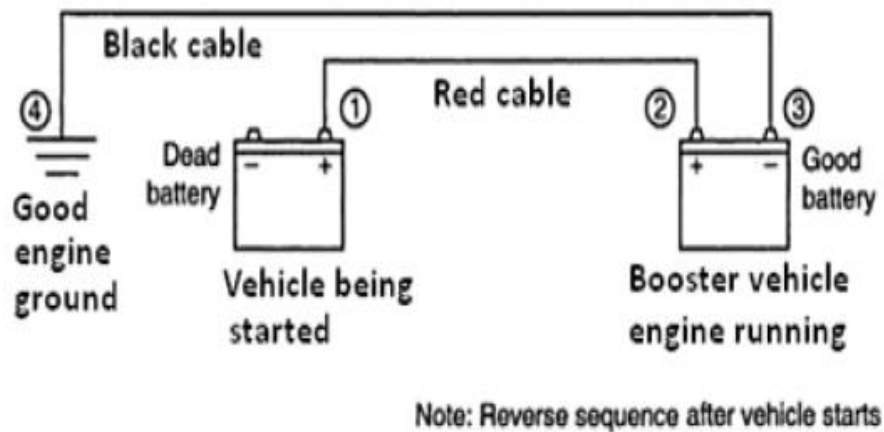 Black cable
Red cable
④
①
②
③
Dead
battery
- +
+ -
Good
battery
Good
engine
ground
Vehicle being
started
Booster vehicle
engine running
Note: Reverse sequence after vehicle starts